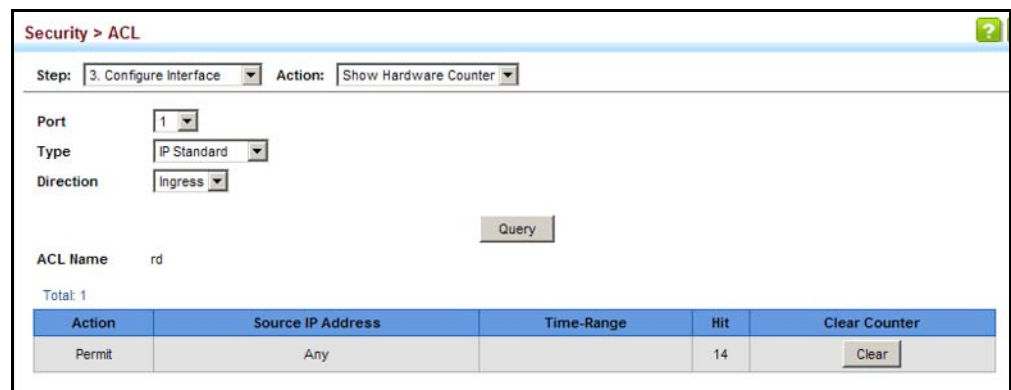 Security > ACL
?
Step: 3. Configure Interface Action: Show Hardware Counter
Port 1
Type IP Standard
Direction Ingress
Query
ACL Name rd
Total: 1
Action Source IP Address Time-Range Hit Clear Counter
Permit Any 14 Clear